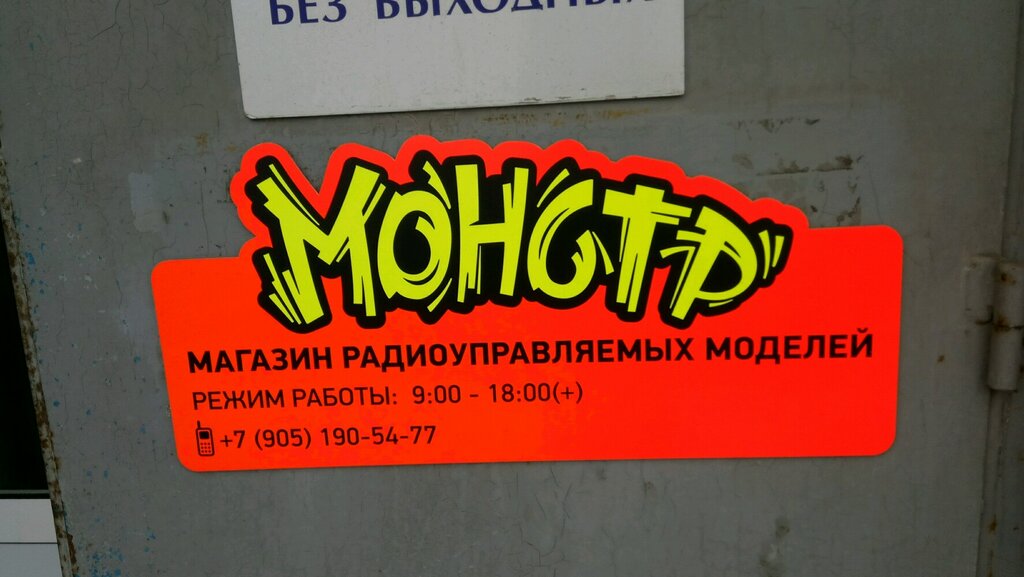 БЕЗ ВЫХОДНЫХ
МОНСТР
МАГАЗИН РАДИОУПРАВЛЯЕМЫХ МОДЕЛЕЙ
РЕЖИМ РАБОТЫ: 9:00 - 18:00(+)
+7 (905) 190-54-77